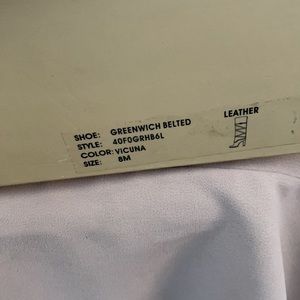 SHOE: GREENWICH BELTED
STYLE: 40F0GRHB6L
COLOR: VICUNA
SIZE: 8M
LEATHER